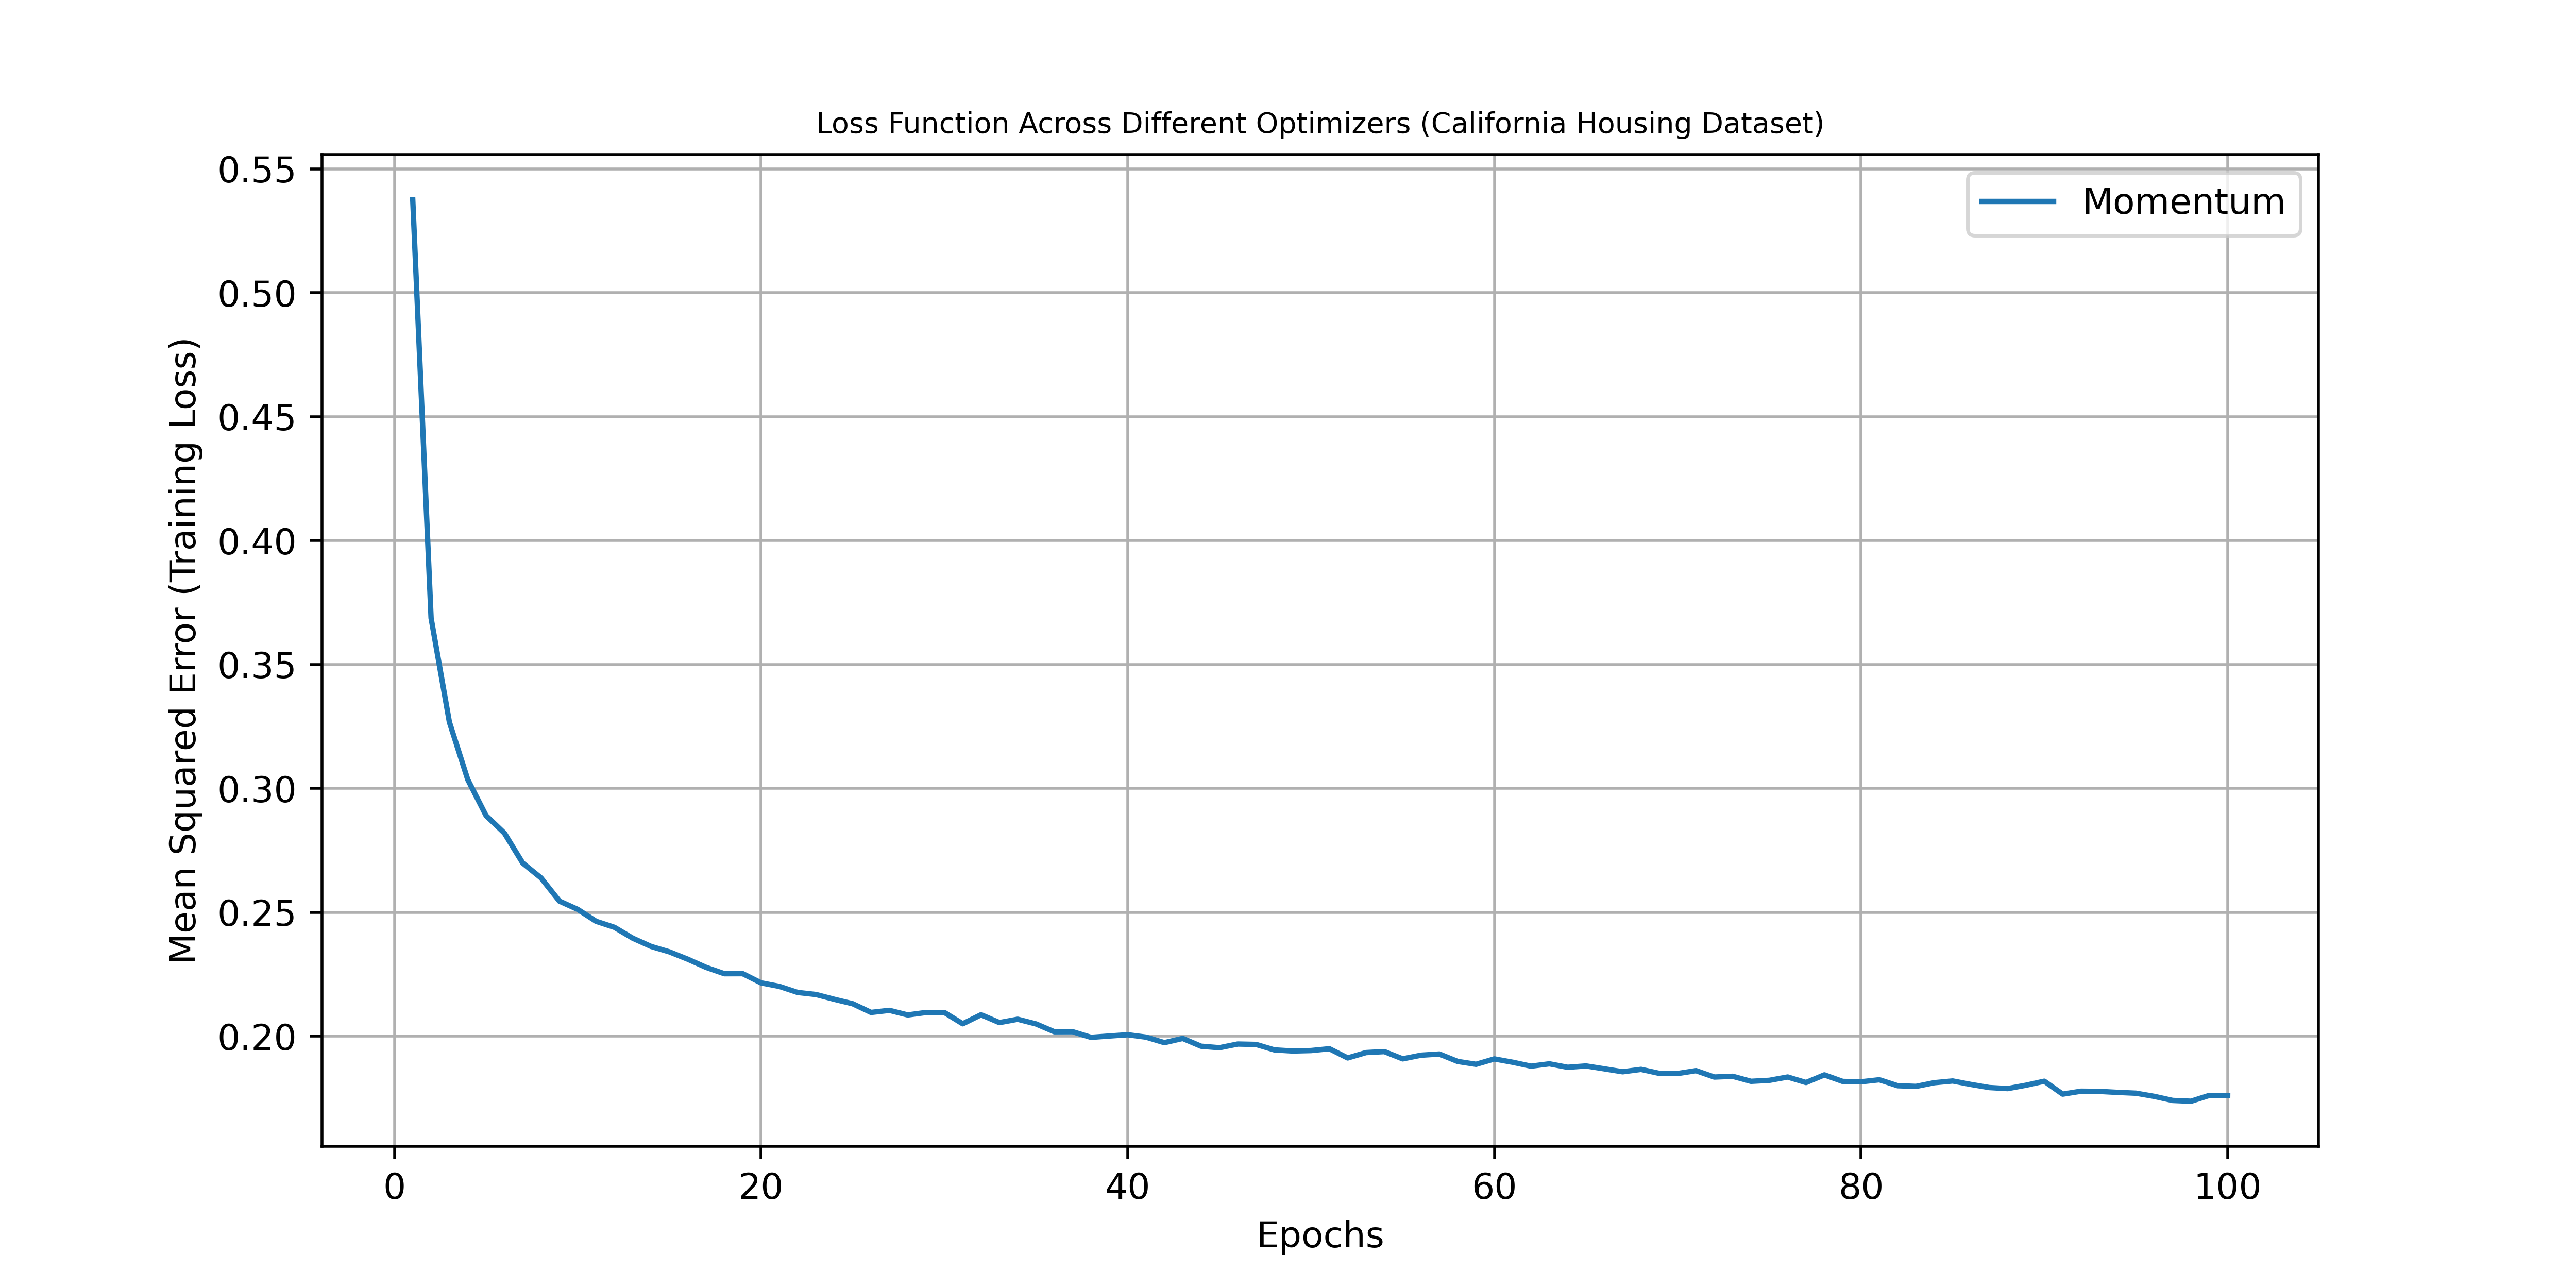 Loss Function Across Different Optimizers (California Housing Dataset)
Momentum
Mean Squared Error (Training Loss)
0.55
0.50
0.45
0.40
0.35
0.30
0.25
0.20
0 20 40 60 80 100
Epochs